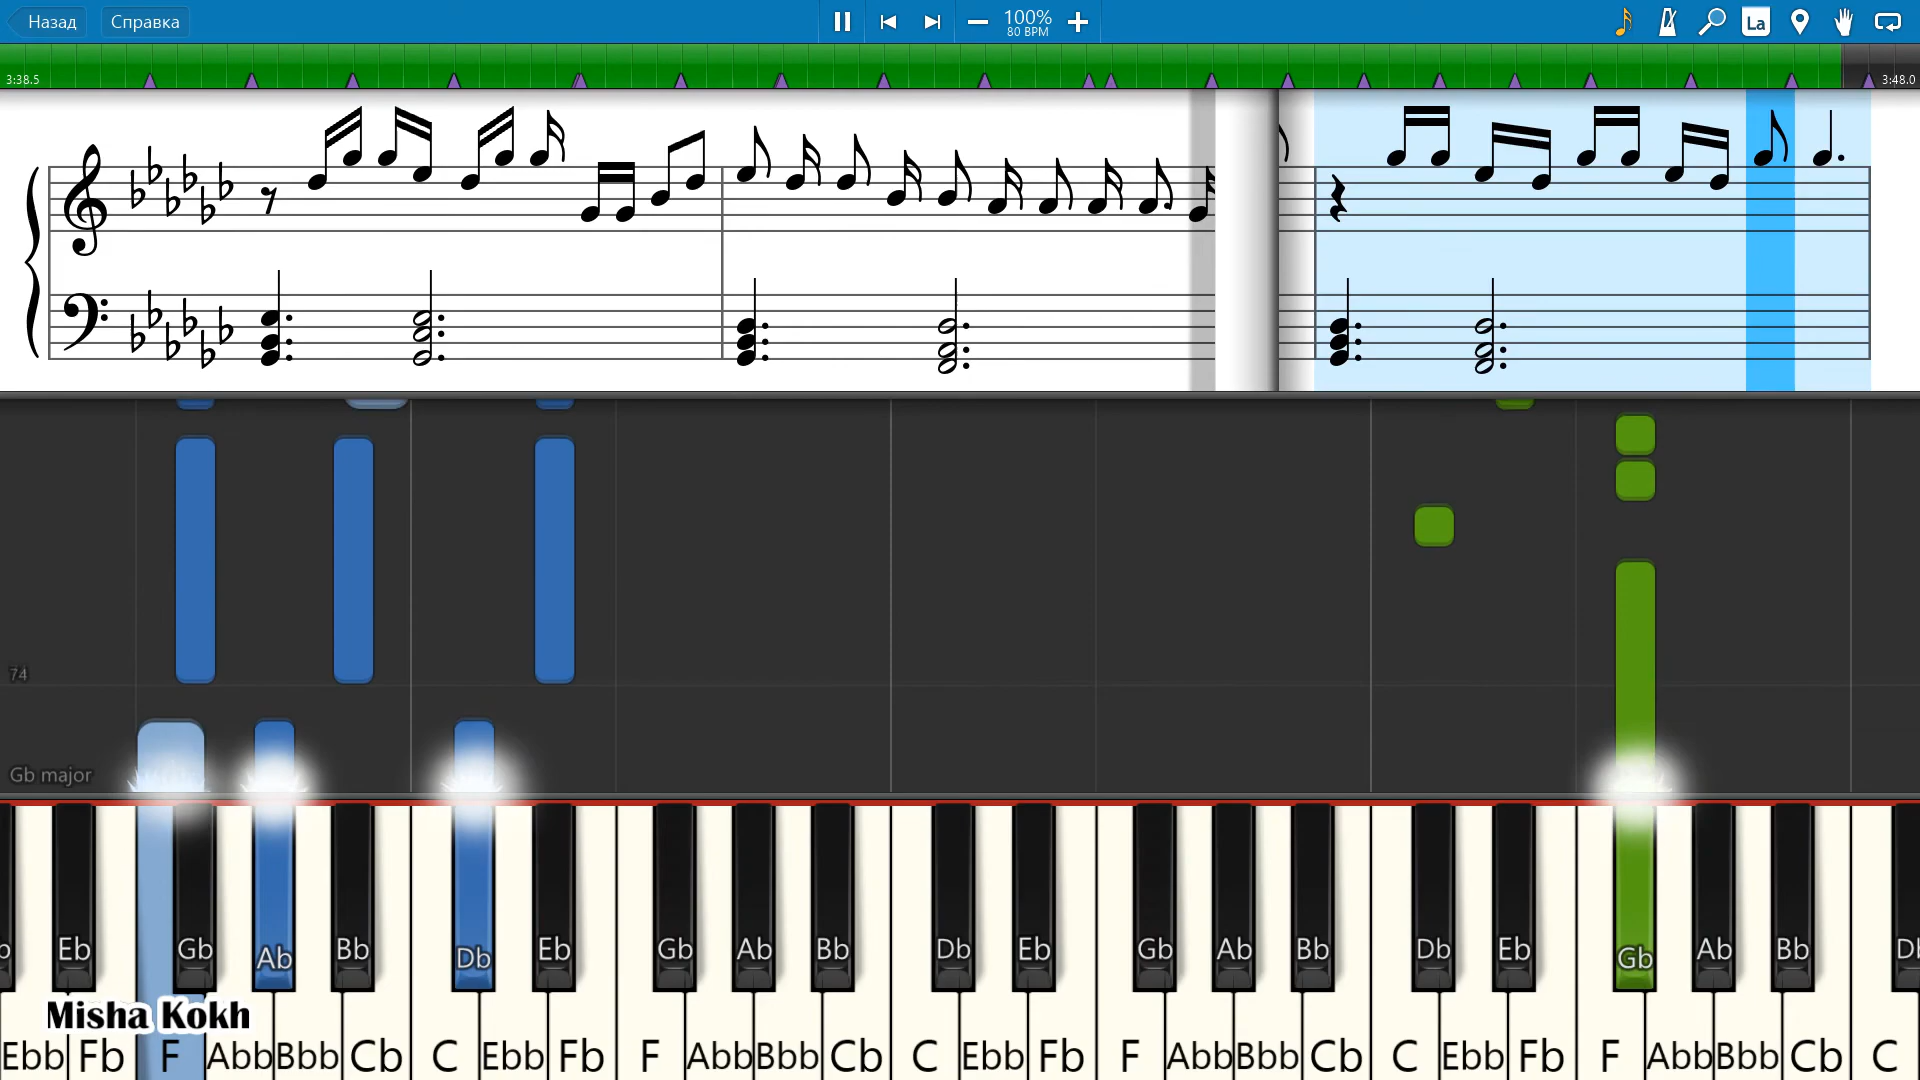 Назад Справка 100% La
80 BPM
3:38.5 3:48.0
74
Gb major
Eb Gb Ab Bb Db Eb Gb Ab Bb Db Eb Gb Ab Bb Db Eb Gb Ab Bb
Misha Kokh
Ebb Fb F Abb Bbb Cb C Ebb Fb F Abb Bbb Cb C Ebb Fb F Abb Bbb Cb C Ebb Fb F Abb Bbb Cb C